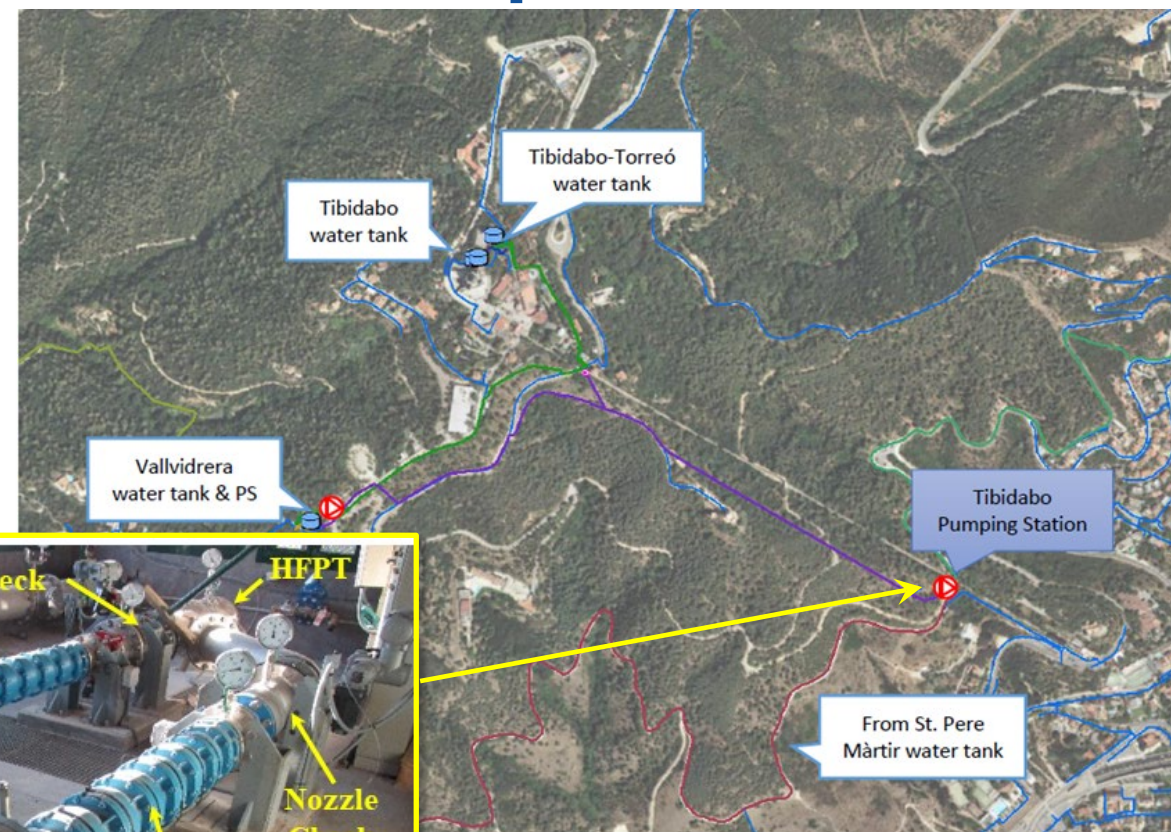 Tibidabo-Torreó
water tank
Tibidabo
water tank
Vallvidrera
water tank & PS
Tibidabo
Pumping Station
From St. Pere
Màrtir water tank
HFPT
Nozzle